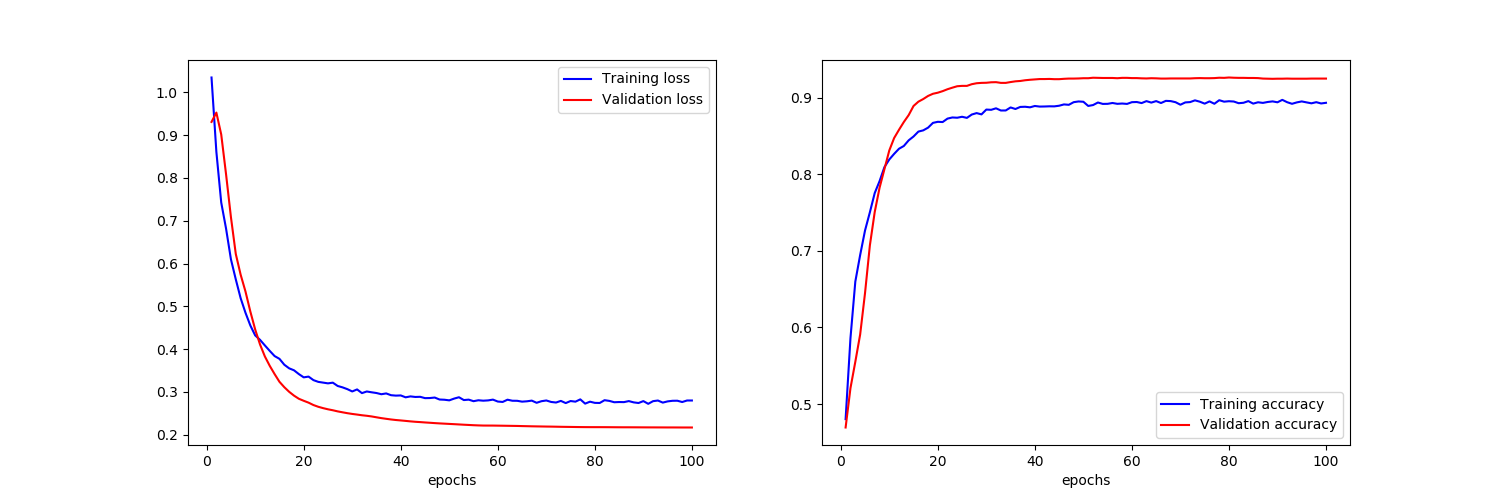 Training loss
Validation loss
1.0
0.9
0.8
0.7
0.6
0.5
0.4
0.3
0.2
0 20 40 60 80 100
epochs
0.9
0.8
0.7
0.6
0.5
Training accuracy
Validation accuracy
0 20 40 60 80 100
epochs